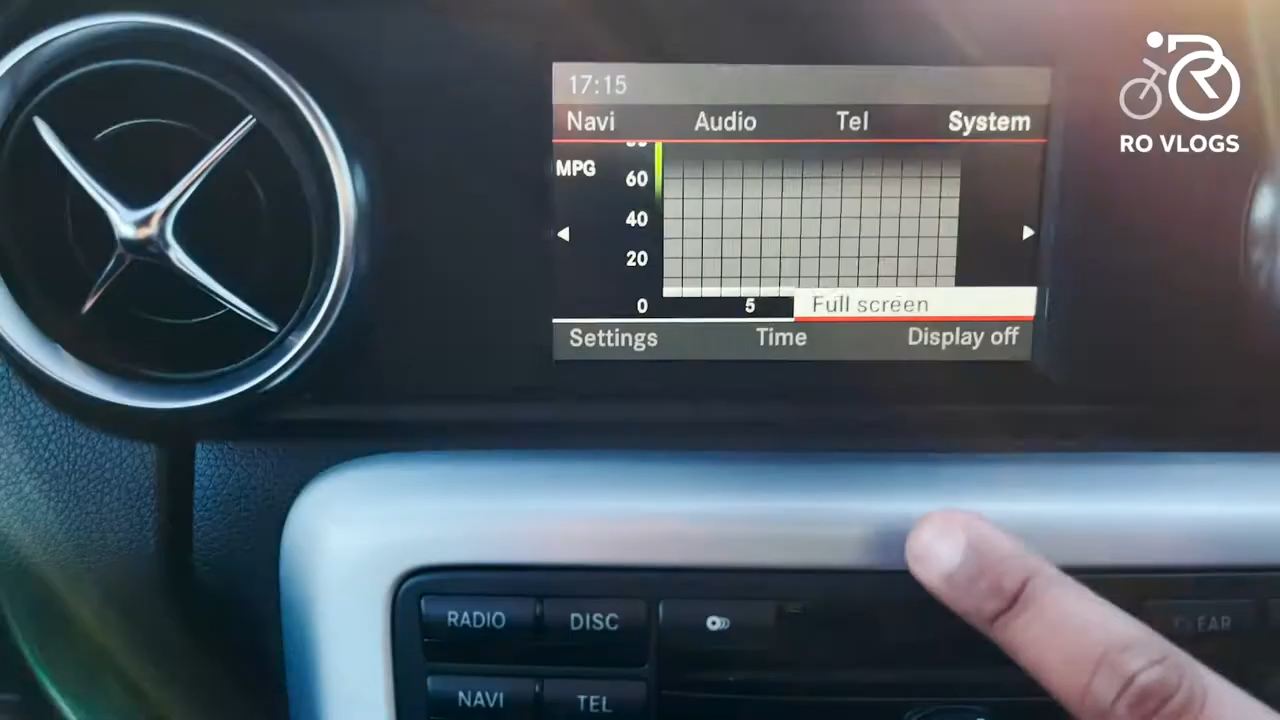 17:15
Navi Audio Tel System
MPG
60
40
20
0 5 Full screen
Settings Time Display off
RO VLOGS
RADIO DISC
NAVI TEL